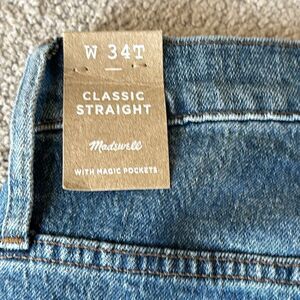 W 34T
CLASSIC
STRAIGHT
Madewell
WITH MAGIC POCKETS